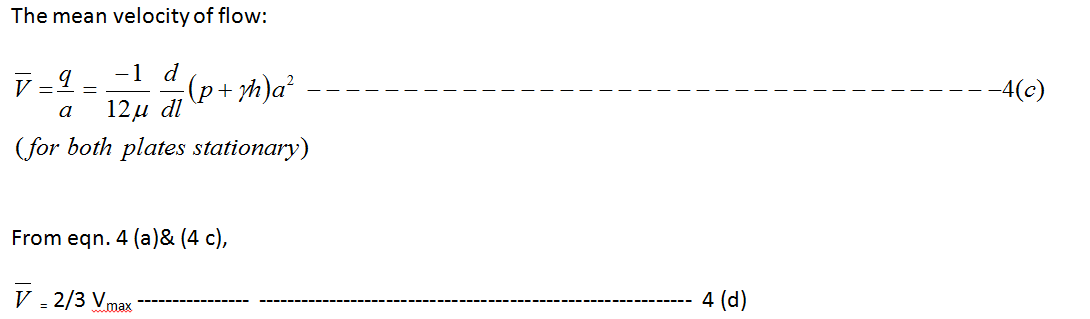 The mean velocity of flow:
V̅ = q/a = −1/12μ d/dl (p + γh)a² −−−−−−−−−−−−−−−−−−−−−−−−−−−−−−−−−−−−−−4(c)
(for both plates stationary)
From eqn. 4 (a)& (4 c),
V̅ = 2/3 Vmax ---------------- -------------------------------------------------------------- 4 (d)